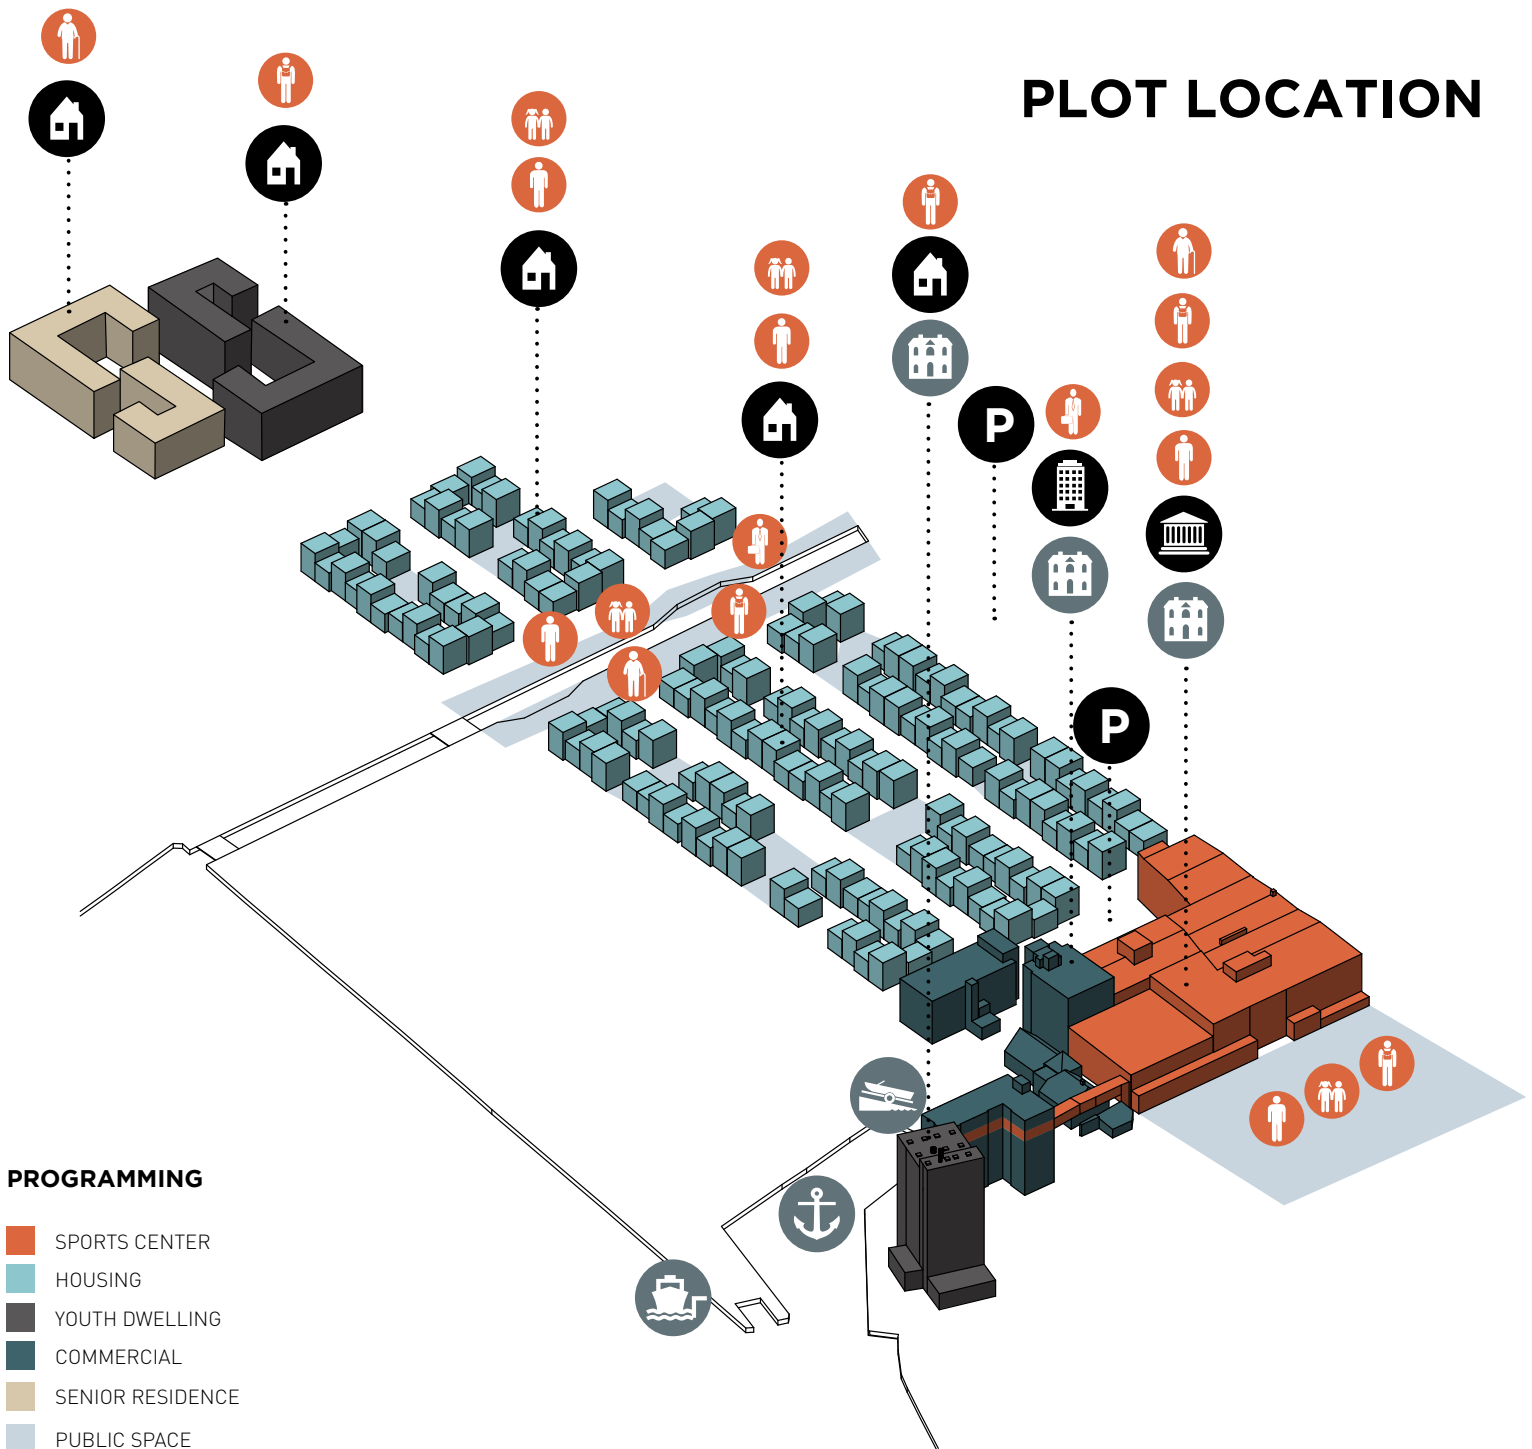 PLOT LOCATION
P
P
PROGRAMMING
SPORTS CENTER
HOUSING
YOUTH DWELLING
COMMERCIAL
SENIOR RESIDENCE
PUBLIC SPACE